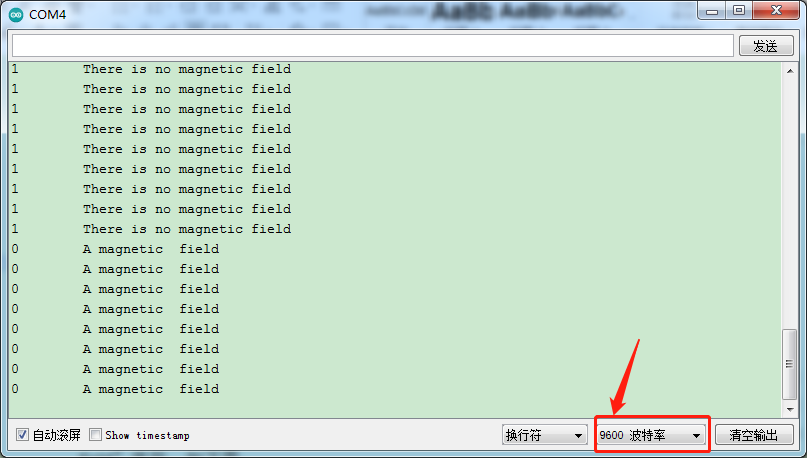 COM4
发送
1 There is no magnetic field
1 There is no magnetic field
1 There is no magnetic field
1 There is no magnetic field
1 There is no magnetic field
1 There is no magnetic field
1 There is no magnetic field
1 There is no magnetic field
1 There is no magnetic field
0 A magnetic  field
0 A magnetic  field
0 A magnetic  field
0 A magnetic  field
0 A magnetic  field
0 A magnetic  field
0 A magnetic  field
0 A magnetic  field
自动滚屏 Show timestamp 换行符 9600 波特率 清空输出